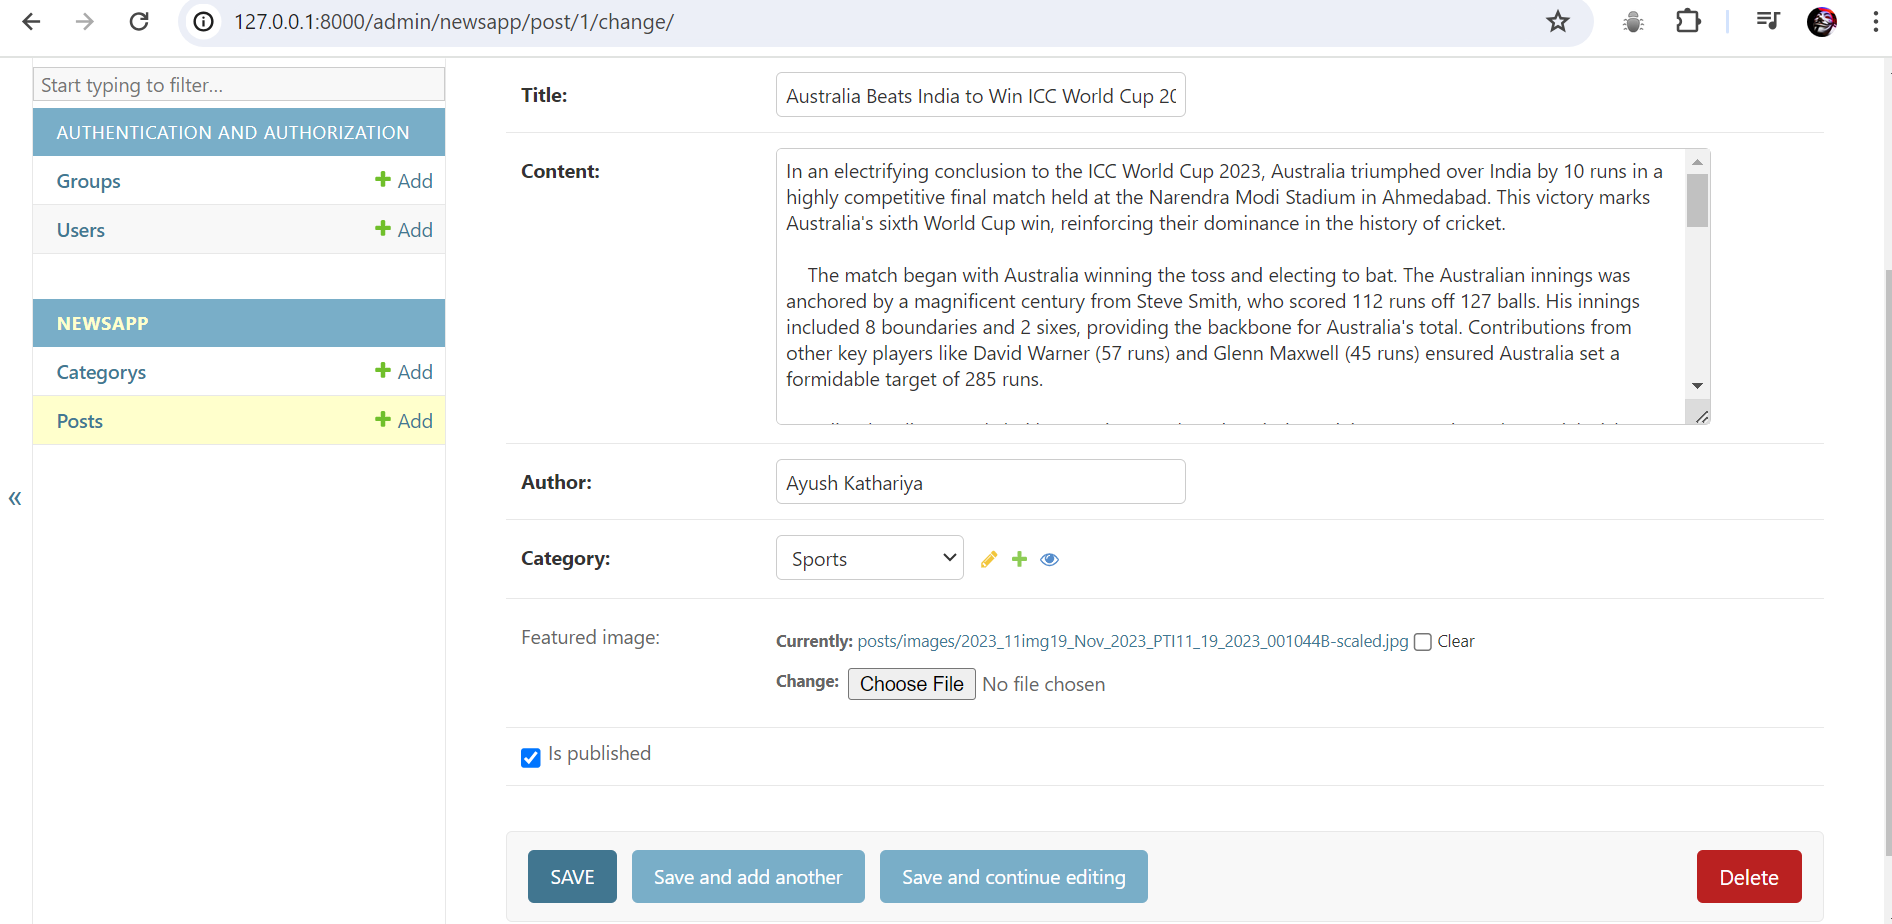 127.0.0.1:8000/admin/newsapp/post/1/change/
Start typing to filter...
AUTHENTICATION AND AUTHORIZATION
Groups
Add
Users
Add
NEWSAPP
Categorys
Add
Posts
Add
«
Title:
Australia Beats India to Win ICC World Cup 20
Content:
In an electrifying conclusion to the ICC World Cup 2023, Australia triumphed over India by 10 runs in a
highly competitive final match held at the Narendra Modi Stadium in Ahmedabad. This victory marks
Australia's sixth World Cup win, reinforcing their dominance in the history of cricket.
The match began with Australia winning the toss and electing to bat. The Australian innings was
anchored by a magnificent century from Steve Smith, who scored 112 runs off 127 balls. His innings
included 8 boundaries and 2 sixes, providing the backbone for Australia's total. Contributions from
other key players like David Warner (57 runs) and Glenn Maxwell (45 runs) ensured Australia set a
formidable target of 285 runs.
Author:
Ayush Kathariya
Category:
Sports
Featured image:
Currently: posts/images/2023_11img19_Nov_2023_PTI11_19_2023_001044B-scaled.jpg Clear
Change: Choose File No file chosen
Is published
SAVE
Save and add another
Save and continue editing
Delete